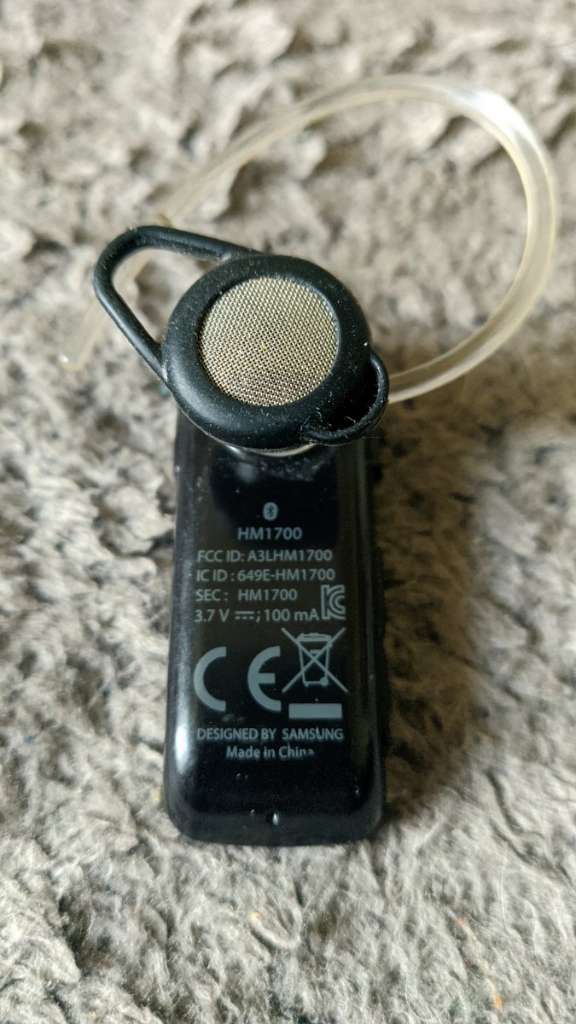 HM1700
FCC ID: A3LHM1700
IC ID : 649E-HM1700
SEC : HM1700
3.7 V ⎓; 100 mA
CE
DESIGNED BY SAMSUNG
Made in China